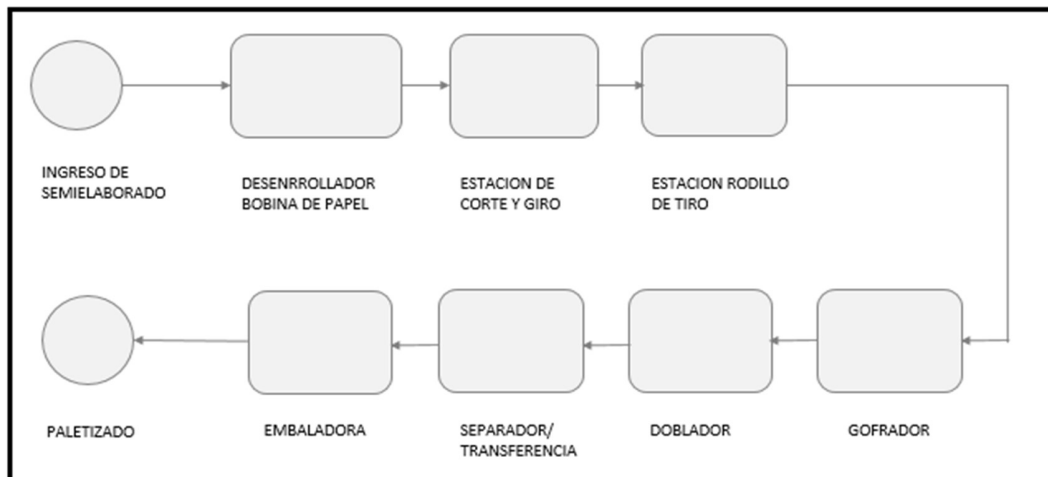 INGRESO DE
SEMIELABORADO
DESENRROLLADOR
BOBINA DE PAPEL
ESTACION DE
CORTE Y GIRO
ESTACION RODILLO
DE TIRO
PALETIZADO
EMBALADORA
SEPARADOR/
TRANSFERENCIA
DOBLADOR
GOFRADOR